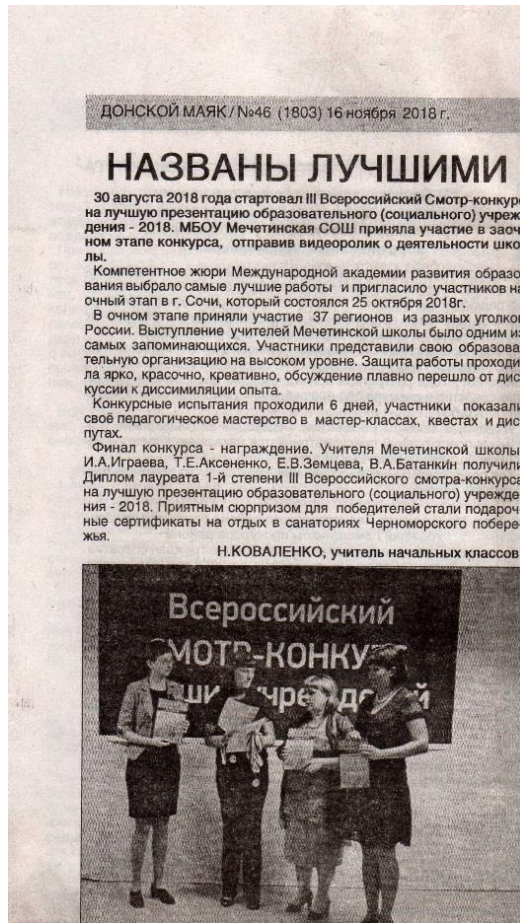 ДОНСКОЙ МАЯК / №46 (1803) 16 ноября 2018 г.
НАЗВАНЫ ЛУЧШИМИ
30 августа 2018 года стартовал III Всероссийский Смотр-конкурс
на лучшую презентацию образовательного (социального) учреж
дения - 2018. МБОУ Мечетинская СОШ приняла участие в заоч
ном этапе конкурса, отправив видеоролик о деятельности шко
лы.
Компетентное жюри Международной академии развития образо
вания выбрало самые лучшие работы и пригласило участников на
очный этап в г. Сочи, который состоялся 25 октября 2018г.
В очном этапе приняли участие 37 регионов из разных уголков
России. Выступление учителей Мечетинской школы было одним из
самых запоминающихся. Участники представили свою образова
тельную организацию на высоком уровне. Защита работы проходи
ла ярко, красочно, креативно, обсуждение плавно перешло от дис
куссии к диссимиляции опыта.
Конкурсные испытания проходили 6 дней, участники показали
своё педагогическое мастерство в мастер-классах, квестах и дис
путах.
Финал конкурса - награждение. Учителя Мечетинской школы
И.А.Играева, Т.Е.Аксененко, Е.В.Земцева, В.А.Батанкин получили
Диплом лауреата 1-й степени III Всероссийского смотра-конкурса
на лучшую презентацию образовательного (социального) учрежде
ния - 2018. Приятным сюрпризом для победителей стали подароч
ные сертификаты на отдых в санаториях Черноморского побере
жья.
Н.КОВАЛЕНКО, учитель начальных классов
Всероссийский
МОТР-КОНКУ